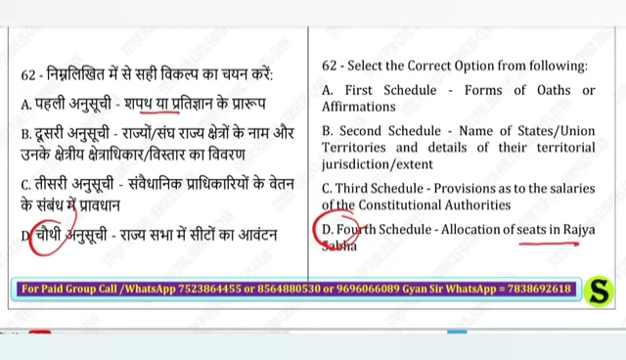 62 - निम्नलिखित में से सही विकल्प का चयन करें:
A. पहली अनुसूची - शपथ या प्रतिज्ञान के प्रारूप
B. दूसरी अनुसूची - राज्यों/संघ राज्य क्षेत्रों के नाम और
उनके क्षेत्रीय क्षेत्राधिकार/विस्तार का विवरण
C. तीसरी अनुसूची - संवैधानिक प्राधिकारियों के वेतन
के संबंध में प्रावधान
D. चौथी अनुसूची - राज्य सभा में सीटों का आवंटन
62 - Select the Correct Option from following:
A. First Schedule - Forms of Oaths or
Affirmations
B. Second Schedule - Name of States/Union
Territories and details of their territorial
jurisdiction/extent
C. Third Schedule - Provisions as to the salaries
of the Constitutional Authorities
D. Fourth Schedule - Allocation of seats in Rajya
Sabha
For Paid Group Call /WhatsApp 7523864455 or 8564880530 or 9696066089 Gyan Sir WhatsApp = 7838692618
S